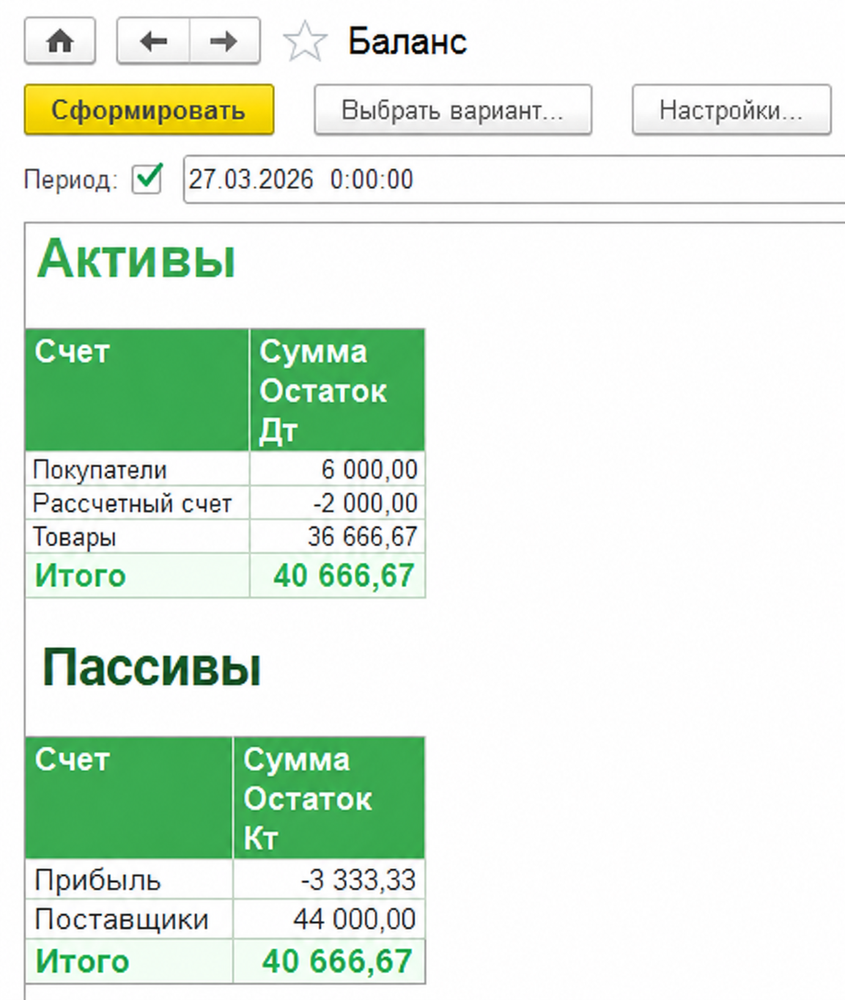 Баланс
Сформировать Выбрать вариант... Настройки...
Период: 27.03.2026 0:00:00
Активы
Счет Сумма
Остаток
Дт
Покупатели 6 000,00
Рассчетный счет -2 000,00
Товары 36 666,67
Итого 40 666,67
Пассивы
Счет Сумма
Остаток
Кт
Прибыль -3 333,33
Поставщики 44 000,00
Итого 40 666,67